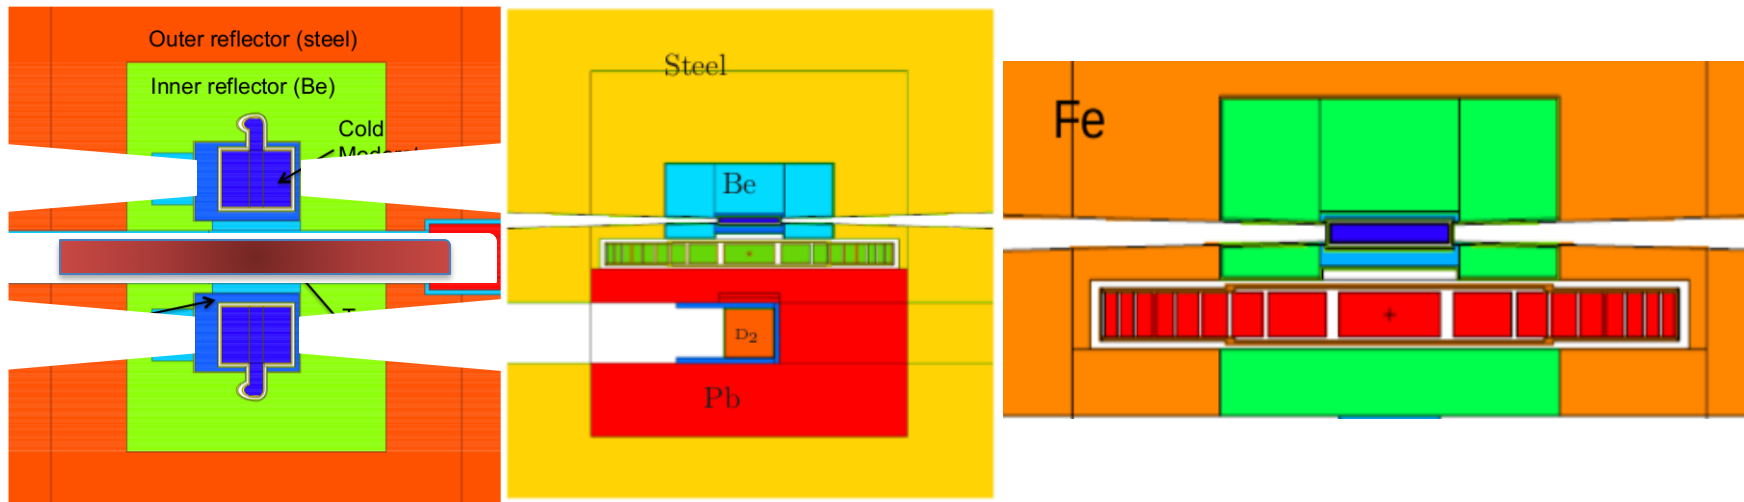 Outer reflector (steel)
Inner reflector (Be)
Cold
Steel
Be
D2
Pb
Fe